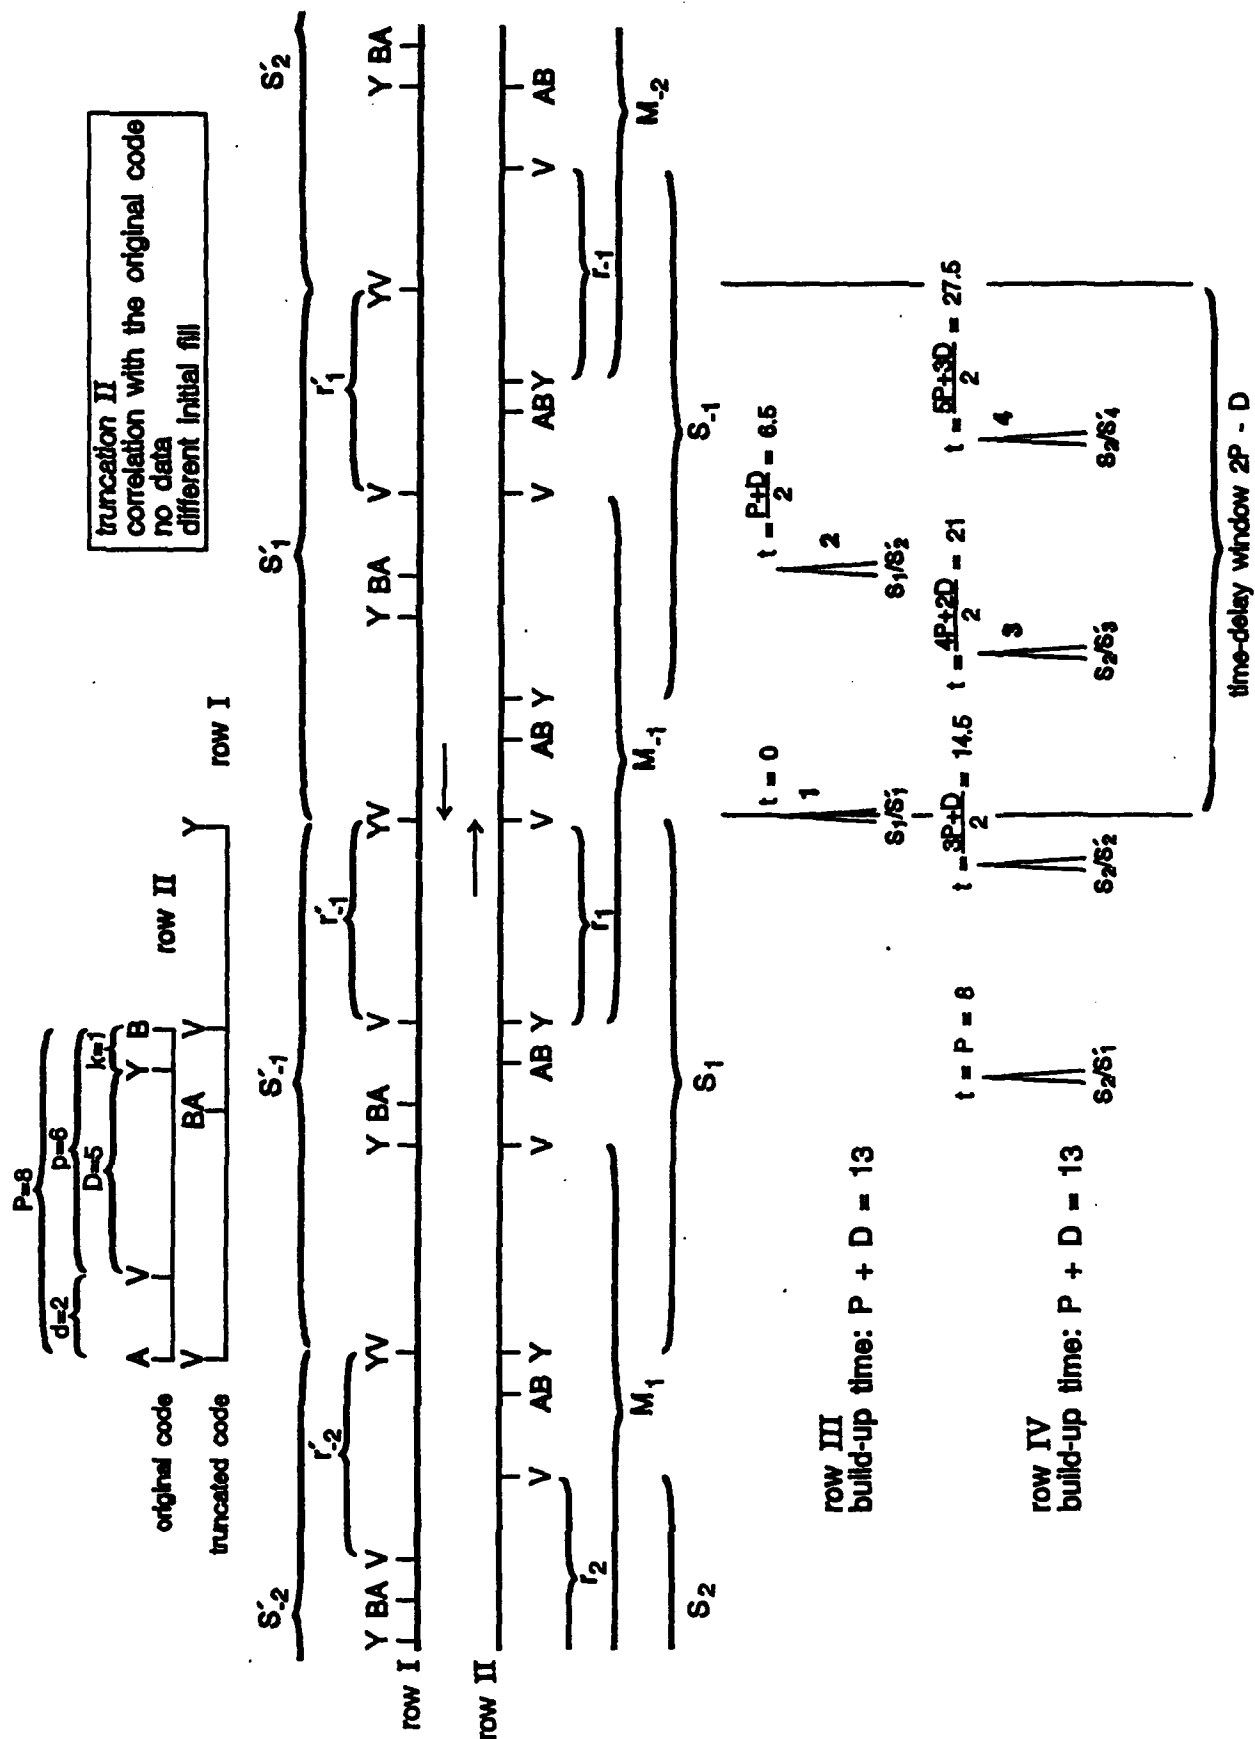 P=8
d=2
p=6
D=5
k=1
original code
A
V
Y
B
truncated code
V
BA
V
Y
row II
row I
truncation II
correlation with the original code
no data
different initial fill
S'-2
S'-1
S'1
S'2
r'-2
r'-1
r'1
row I
Y BA V
YV
Y BA
V
YV
Y BA
V
YV
Y BA
row II
V
AB Y
V
AB Y
V
AB Y
V
ABY
V
AB
r2
r1
r-1
M1
M-1
M-2
S2
S1
S-1
row III
build-up time: P + D = 13
t = 0
1
S1/S'1
t = P+D/2 = 6.5
2
S1/S'2
row IV
build-up time: P + D = 13
t = P = 8
S2/S'1
t = 3P+D/2 = 14.5
S2/S'2
t = 4P+2D/2 = 21
3
S2/S'3
t = 5P+3D/2 = 27.5
4
S2/S'4
time-delay window 2P - D